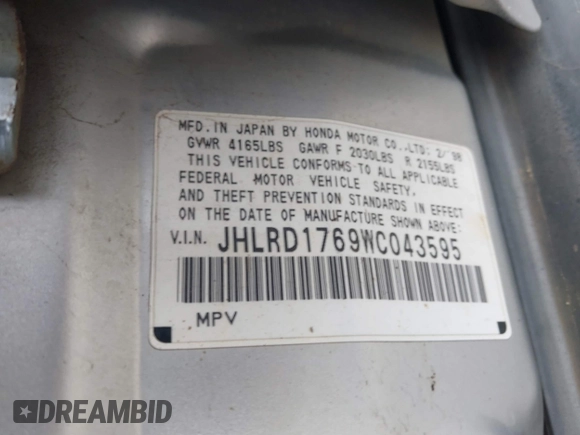 MFD. IN JAPAN BY HONDA MOTOR CO.,LTD: 2/'98
GVWR 4165LBS GAWR F 2030LBS R 2155LBS
THIS VEHICLE CONFORMS TO ALL APPLICABLE
FEDERAL MOTOR VEHICLE SAFETY,
AND THEFT PREVENTION STANDARDS IN EFFECT
ON THE DATE OF MANUFACTURE SHOWN ABOVE:
V.I.N. JHLRD1769WC043595
MPV
DREAMBID